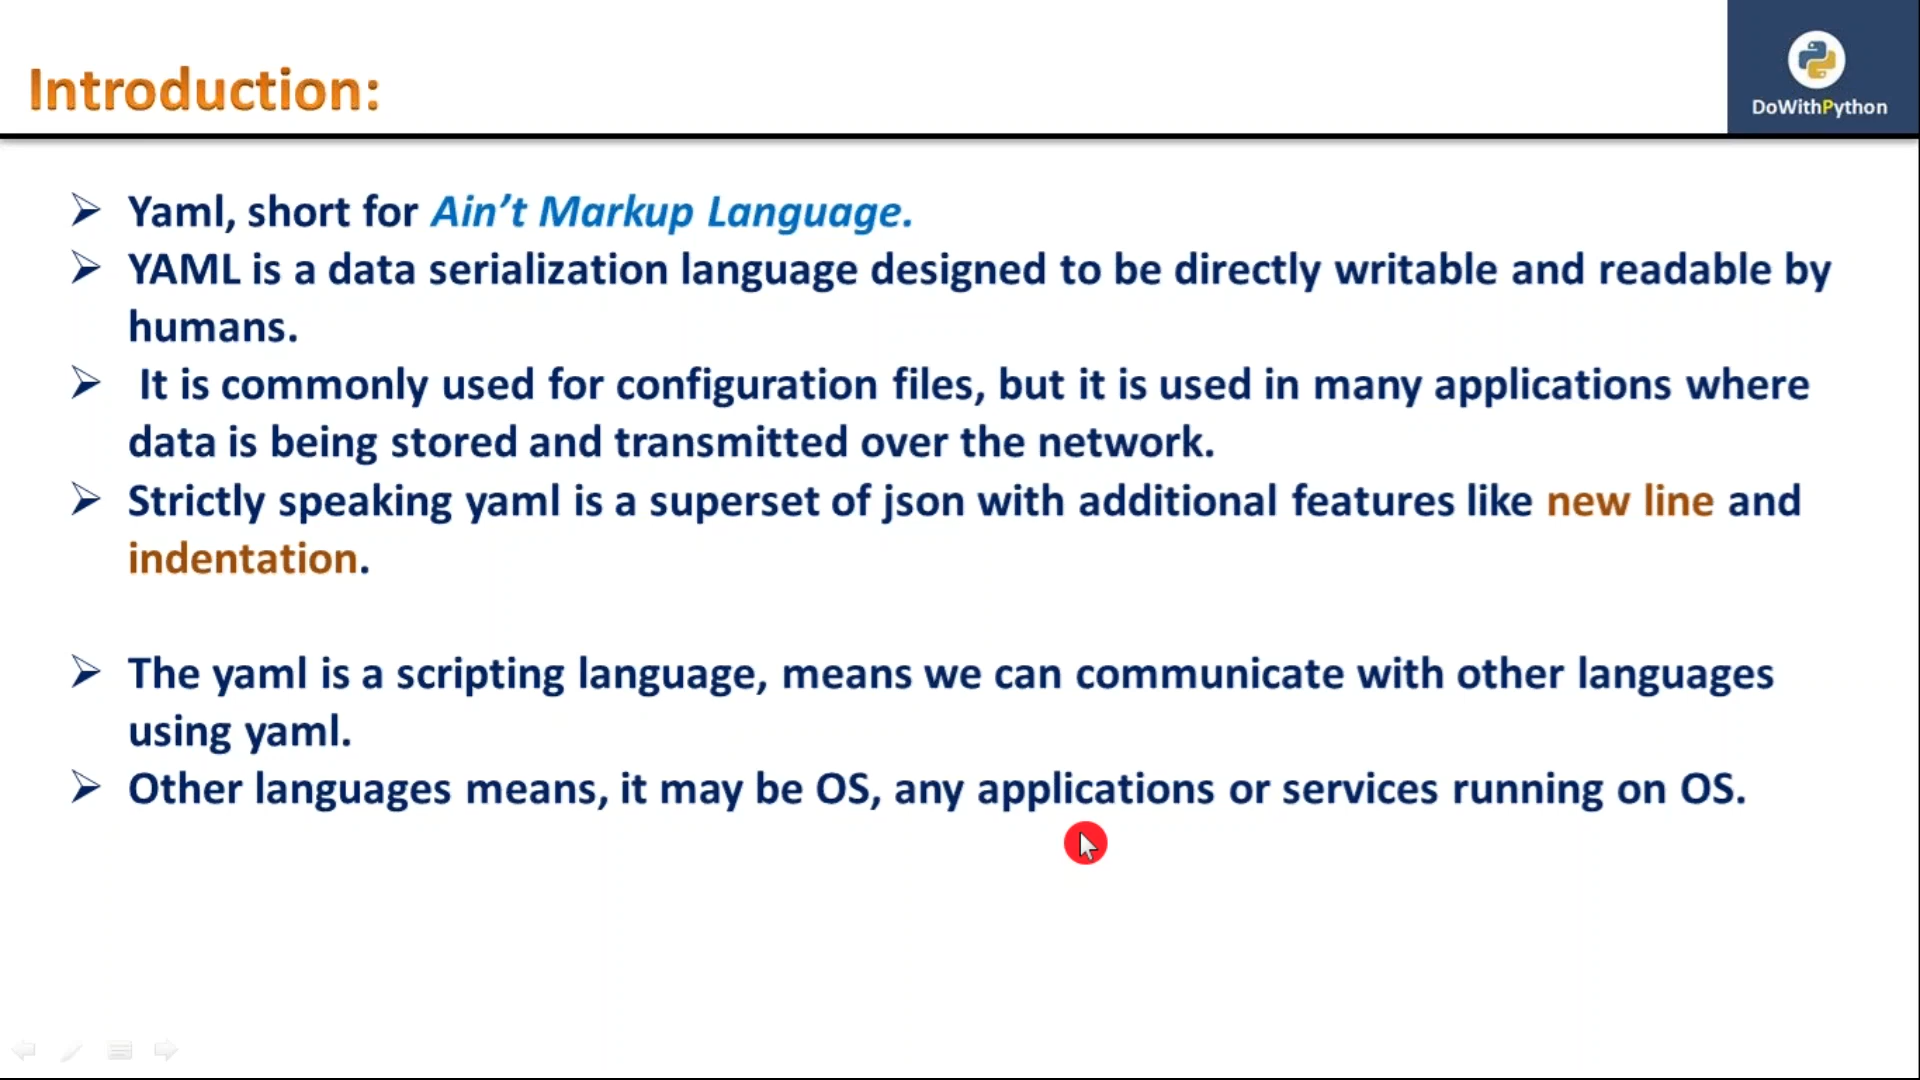 Introduction:
DoWithPython
Yaml, short for Ain’t Markup Language.
YAML is a data serialization language designed to be directly writable and readable by
humans.
It is commonly used for configuration files, but it is used in many applications where
data is being stored and transmitted over the network.
Strictly speaking yaml is a superset of json with additional features like new line and
indentation.
The yaml is a scripting language, means we can communicate with other languages
using yaml.
Other languages means, it may be OS, any applications or services running on OS.